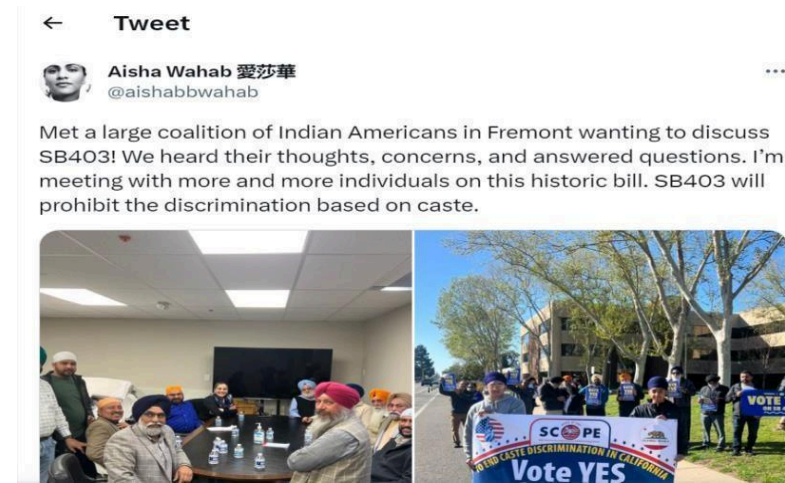 ← Tweet
Aisha Wahab 愛莎華
@aishabbwahab
Met a large coalition of Indian Americans in Fremont wanting to discuss
SB403! We heard their thoughts, concerns, and answered questions. I'm
meeting with more and more individuals on this historic bill. SB403 will
prohibit the discrimination based on caste.
SCOPE
END CASTE DISCRIMINATION IN CALIFORNIA
Vote YES
VOTE